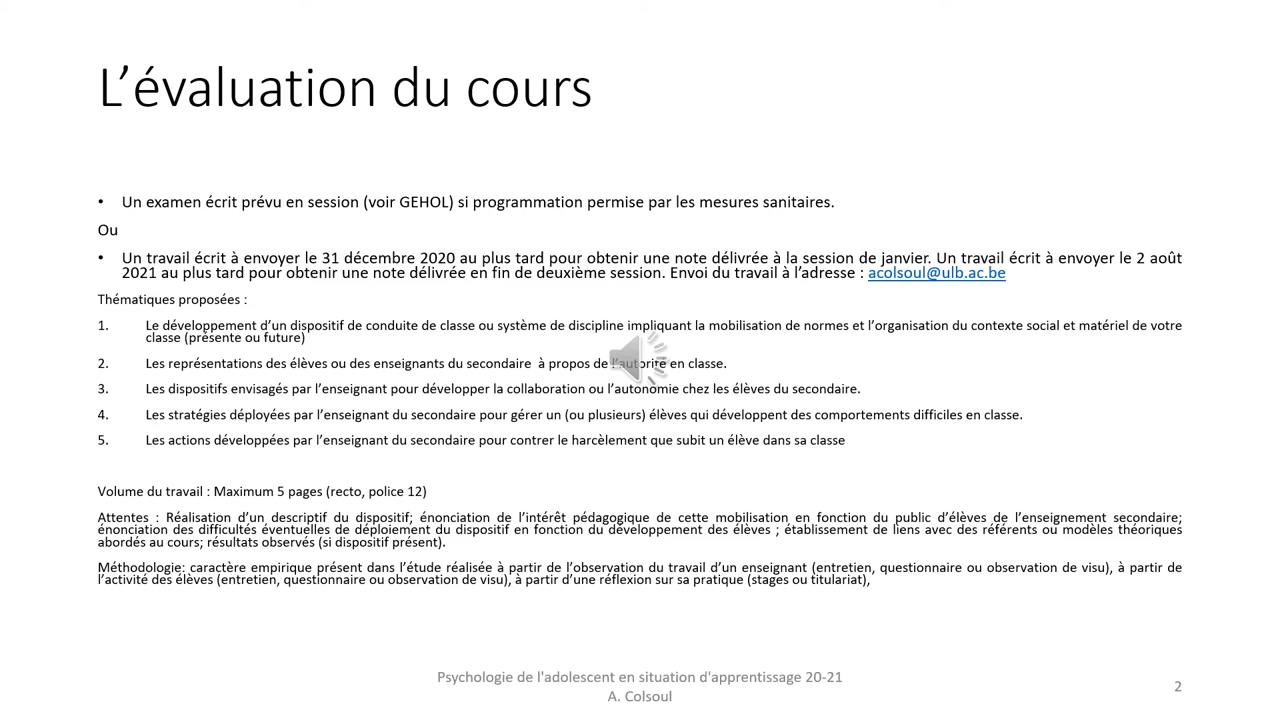 L’évaluation du cours
• Un examen écrit prévu en session (voir GEHOL) si programmation permise par les mesures sanitaires.
Ou
• Un travail écrit à envoyer le 31 décembre 2020 au plus tard pour obtenir une note délivrée à la session de janvier. Un travail écrit à envoyer le 2 août
2021 au plus tard pour obtenir une note délivrée en fin de deuxième session. Envoi du travail à l’adresse : acolsoul@ulb.ac.be
Thématiques proposées :
1. Le développement d’un dispositif de conduite de classe ou système de discipline impliquant la mobilisation de normes et l’organisation du contexte social et matériel de votre
classe (présente ou future)
2. Les représentations des élèves ou des enseignants du secondaire à propos de l’autorité en classe.
3. Les dispositifs envisagés par l’enseignant pour développer la collaboration ou l’autonomie chez les élèves du secondaire.
4. Les stratégies déployées par l’enseignant du secondaire pour gérer un (ou plusieurs) élèves qui développent des comportements difficiles en classe.
5. Les actions développées par l’enseignant du secondaire pour contrer le harcèlement que subit un élève dans sa classe
Volume du travail : Maximum 5 pages (recto, police 12)
Attentes : Réalisation d’un descriptif du dispositif; énonciation de l’intérêt pédagogique de cette mobilisation en fonction du public d’élèves de l’enseignement secondaire;
énonciation des difficultés éventuelles de déploiement du dispositif en fonction du développement des élèves ; établissement de liens avec des référents ou modèles théoriques
abordés au cours; résultats observés (si dispositif présent).
Méthodologie: caractère empirique présent dans l’étude réalisée à partir de l’observation du travail d’un enseignant (entretien, questionnaire ou observation de visu), à partir de
l’activité des élèves (entretien, questionnaire ou observation de visu), à partir d’une réflexion sur sa pratique (stages ou titulariat),
Psychologie de l'adolescent en situation d'apprentissage 20-21
A. Colsoul
2